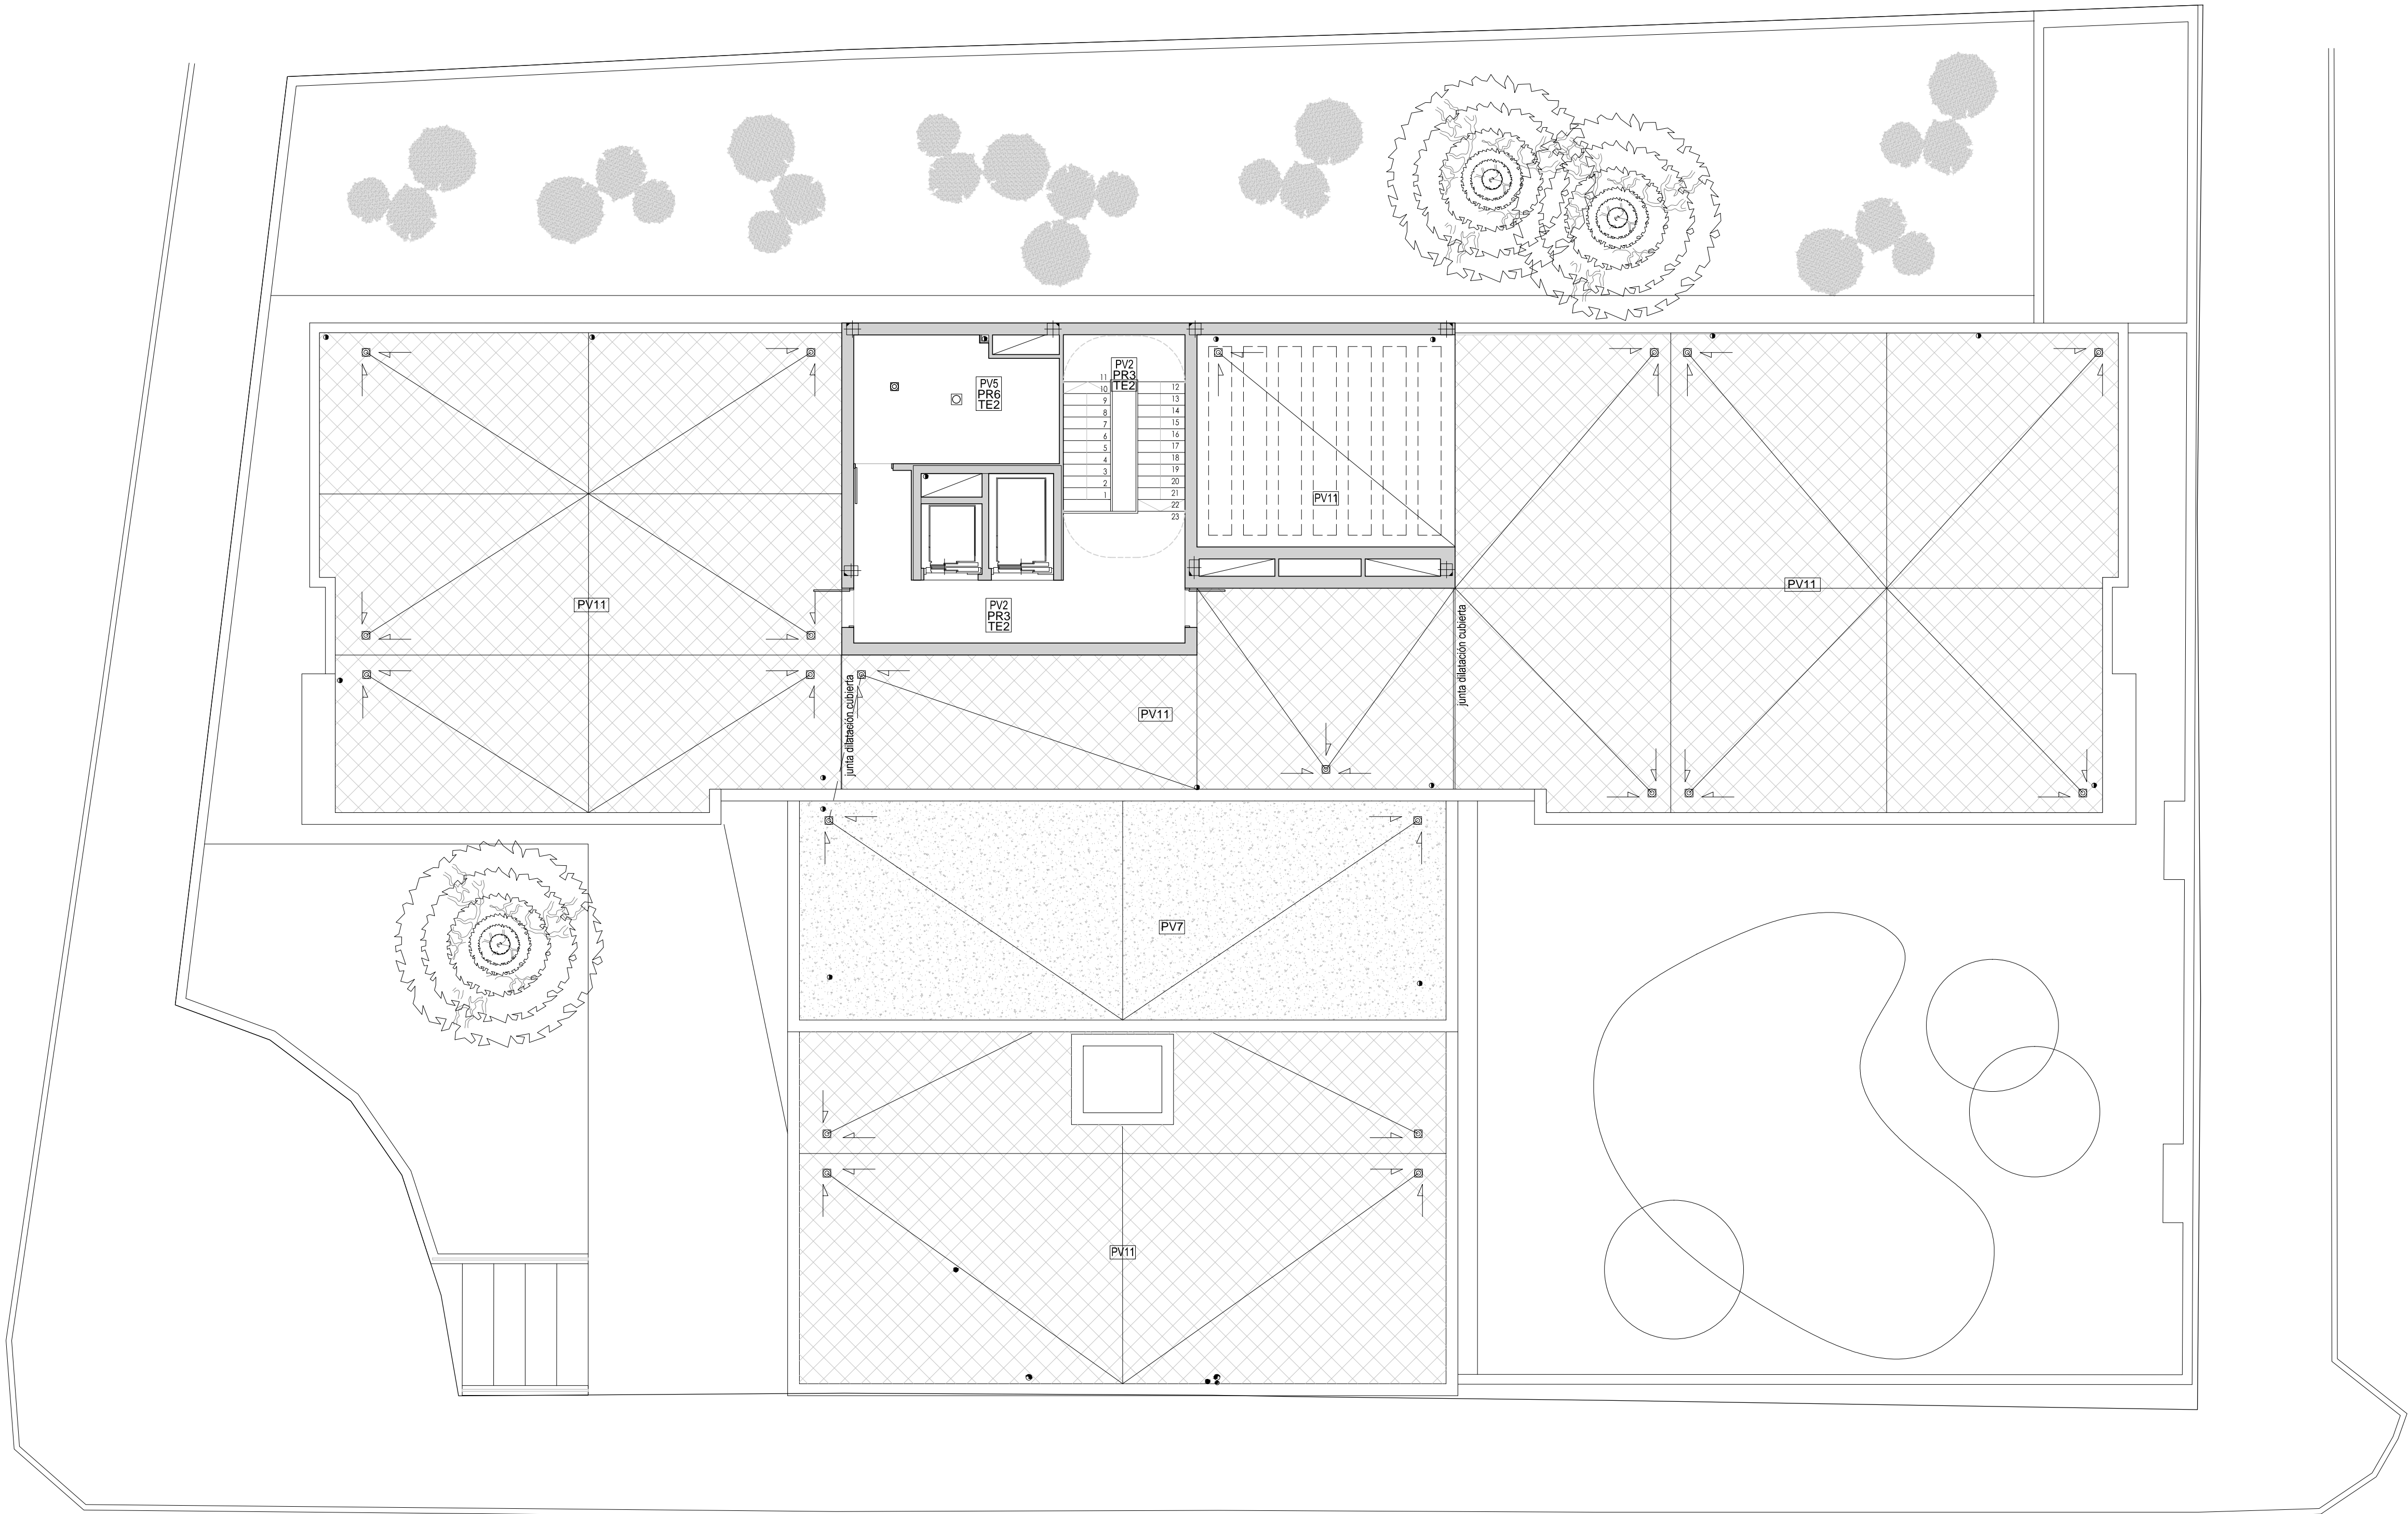 PV2
PR3
TE2
PV5
PR6
TE2
11
10
9
8
7
6
5
4
3
2
1
12
13
14
15
16
17
18
19
20
21
22
23
PV11
PV11
PV11
PV2
PR3
TE2
junta dilatación cubierta
junta dilatación cubierta
PV11
PV7
PV11